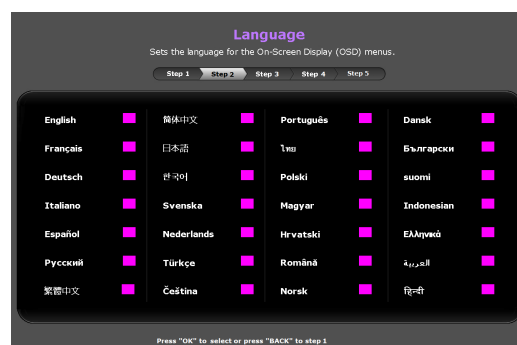 Language
Sets the language for the On-Screen Display (OSD) menus.
Step 1 Step 2 Step 3 Step 4 Step 5
English 簡体中文 Português Dansk
Français 日本語 ไทย Български
Deutsch 한국어 Polski suomi
Italiano Svenska Magyar Indonesian
Español Nederlands Hrvatski Ελληνικά
Русский Türkçe Română العربية
繁體中文 Čeština Norsk हिन्दी
Press "OK" to select or press "BACK" to step 1